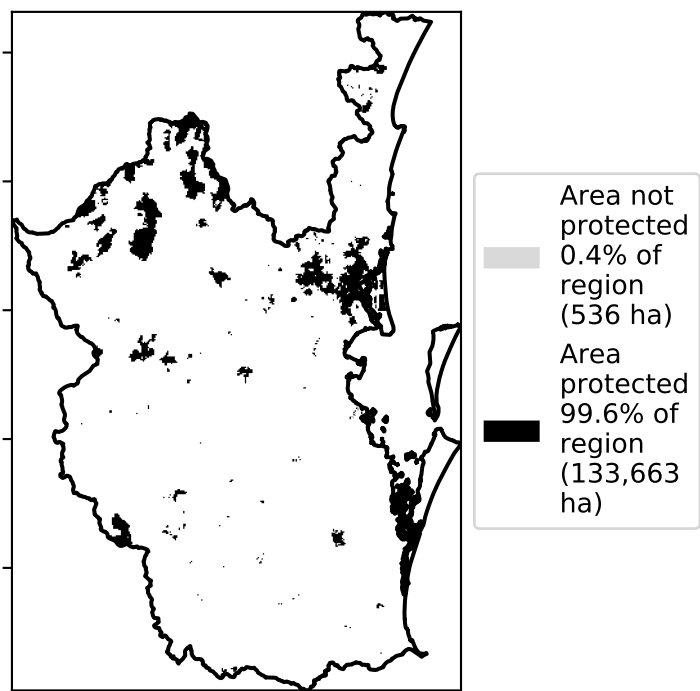 Area not
protected
0.4% of
region
(536 ha)
Area
protected
99.6% of
region
(133,663
ha)